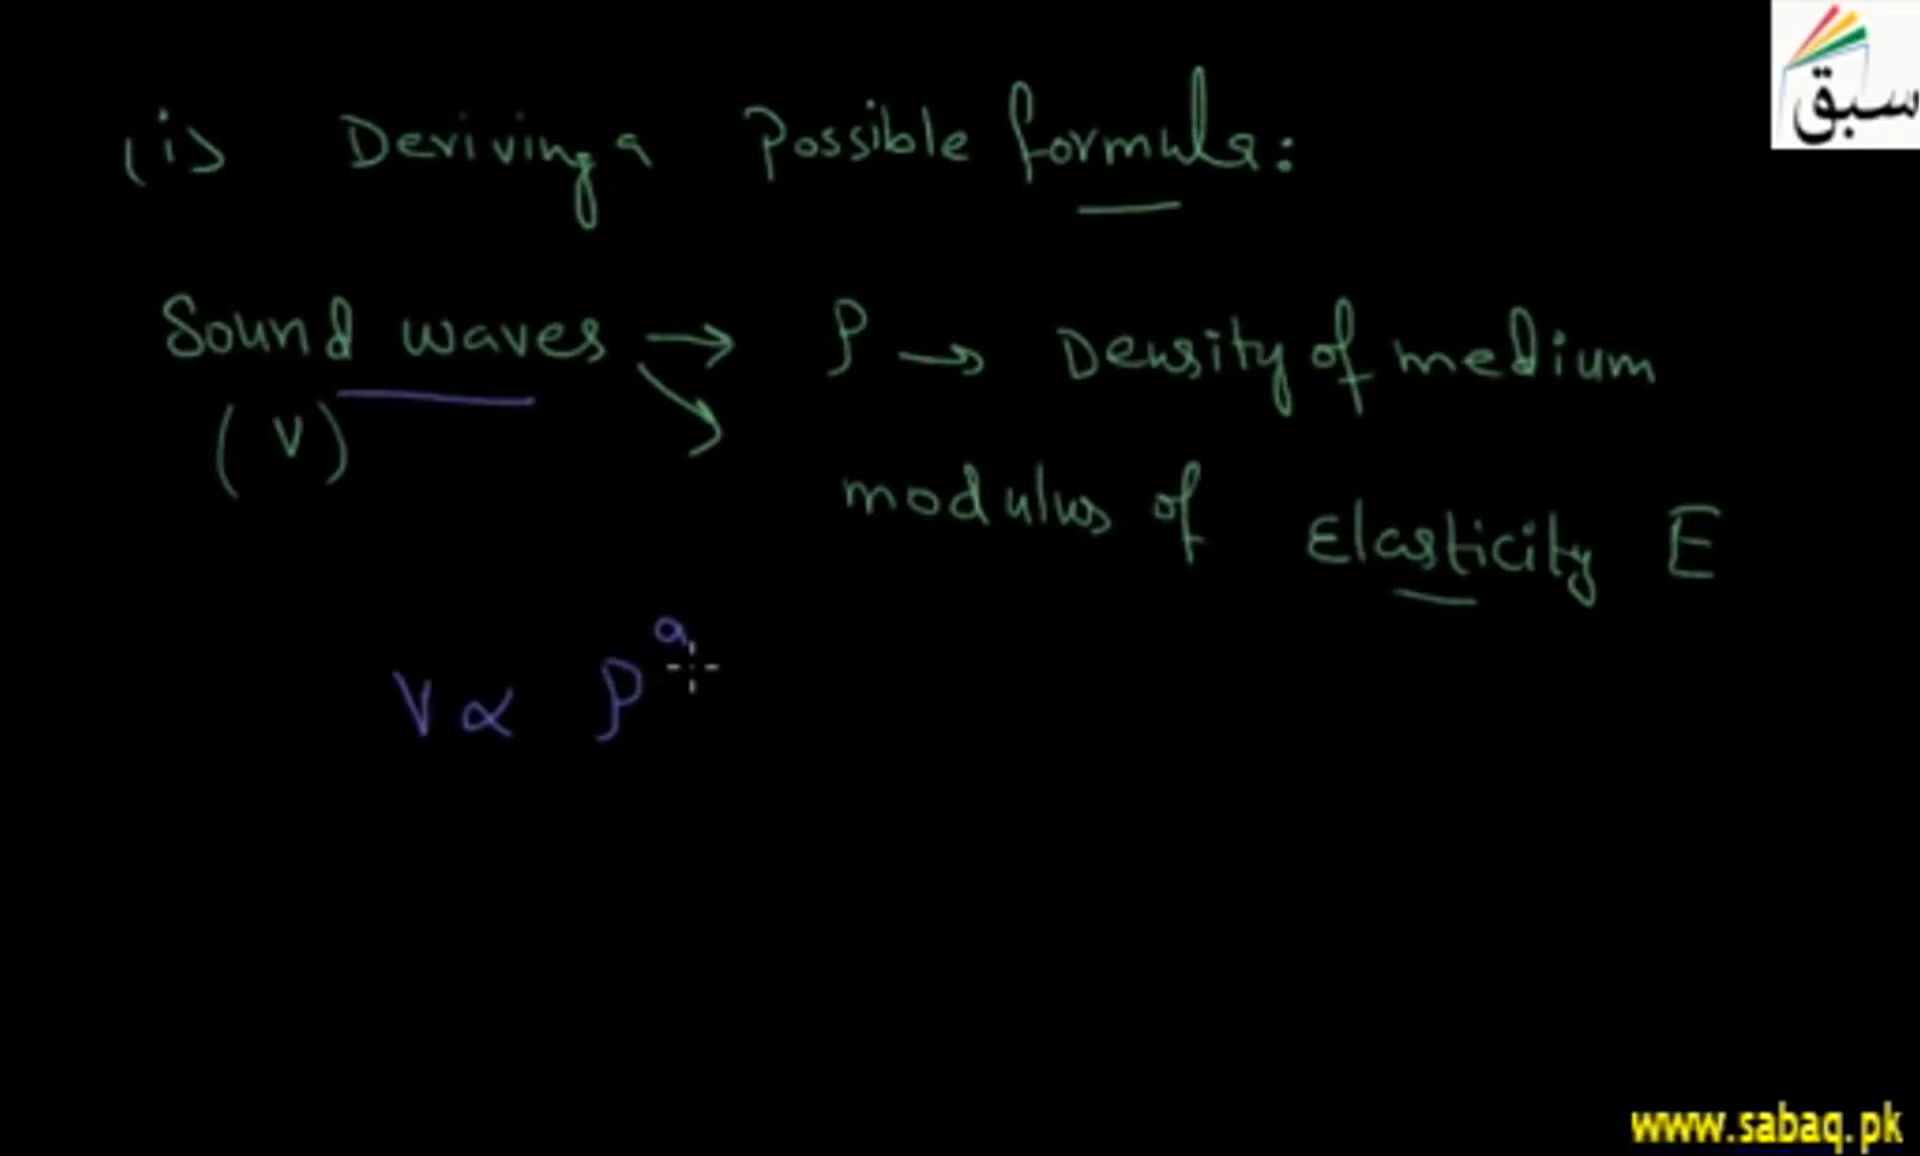 سبق
(i) Deriving a Possible formula:
Sound waves → ρ → Density of medium
(V)
modulus of Elasticity E
V ∝ ρ^a
www.sabaq.pk